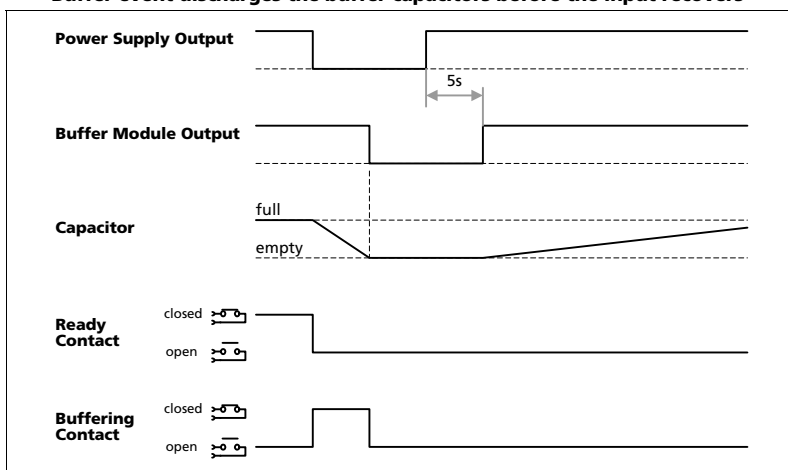 Buffer event discharges the buffer capacitors before the input recovers
Power Supply Output
5s
Buffer Module Output
full
Capacitor
empty
closed
Ready
Contact
open
closed
Buffering
Contact
open